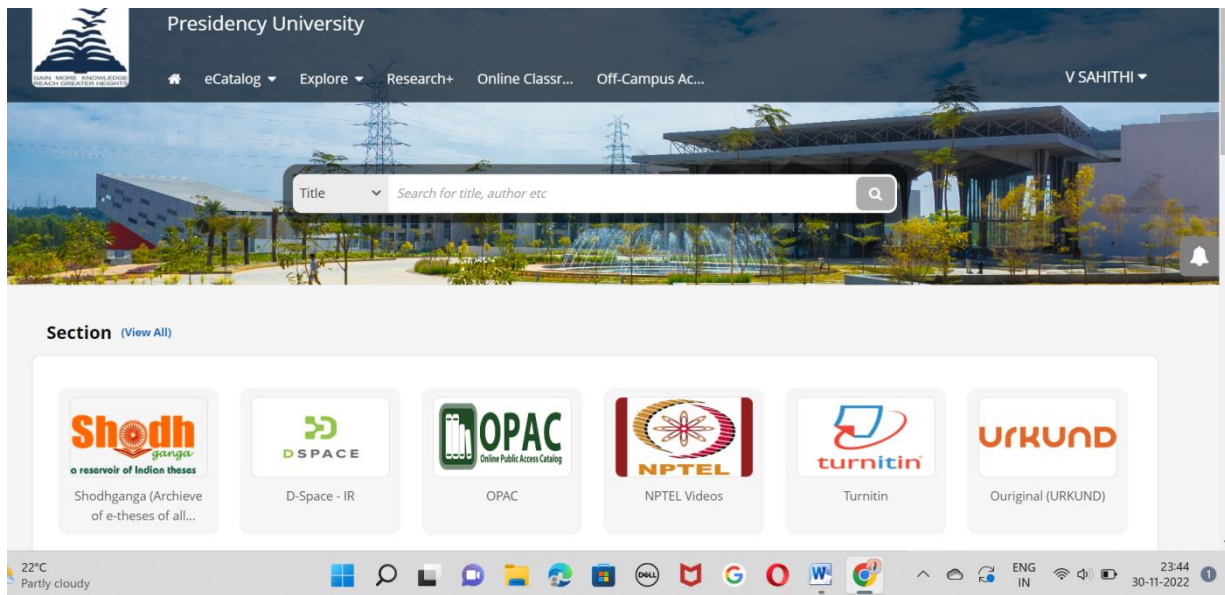 Presidency University
GAIN MORE KNOWLEDGE
REACH GREATER HEIGHTS
eCatalog
Explore
Research+
Online Classr...
Off-Campus Ac...
V SAHITHI
Title
Search for title, author etc
Section (View All)
Shodh
ganga
a reservoir of Indian theses
Shodhganga (Archieve
of e-theses of all...
DSPACE
D-Space - IR
OPAC
Online Public Access Catalog
OPAC
NPTEL
NPTEL Videos
turnitin
Turnitin
URKUND
Ouriginal (URKUND)
22°C
Partly cloudy
DELL
W
G
ENG
IN
23:44
30-11-2022
1